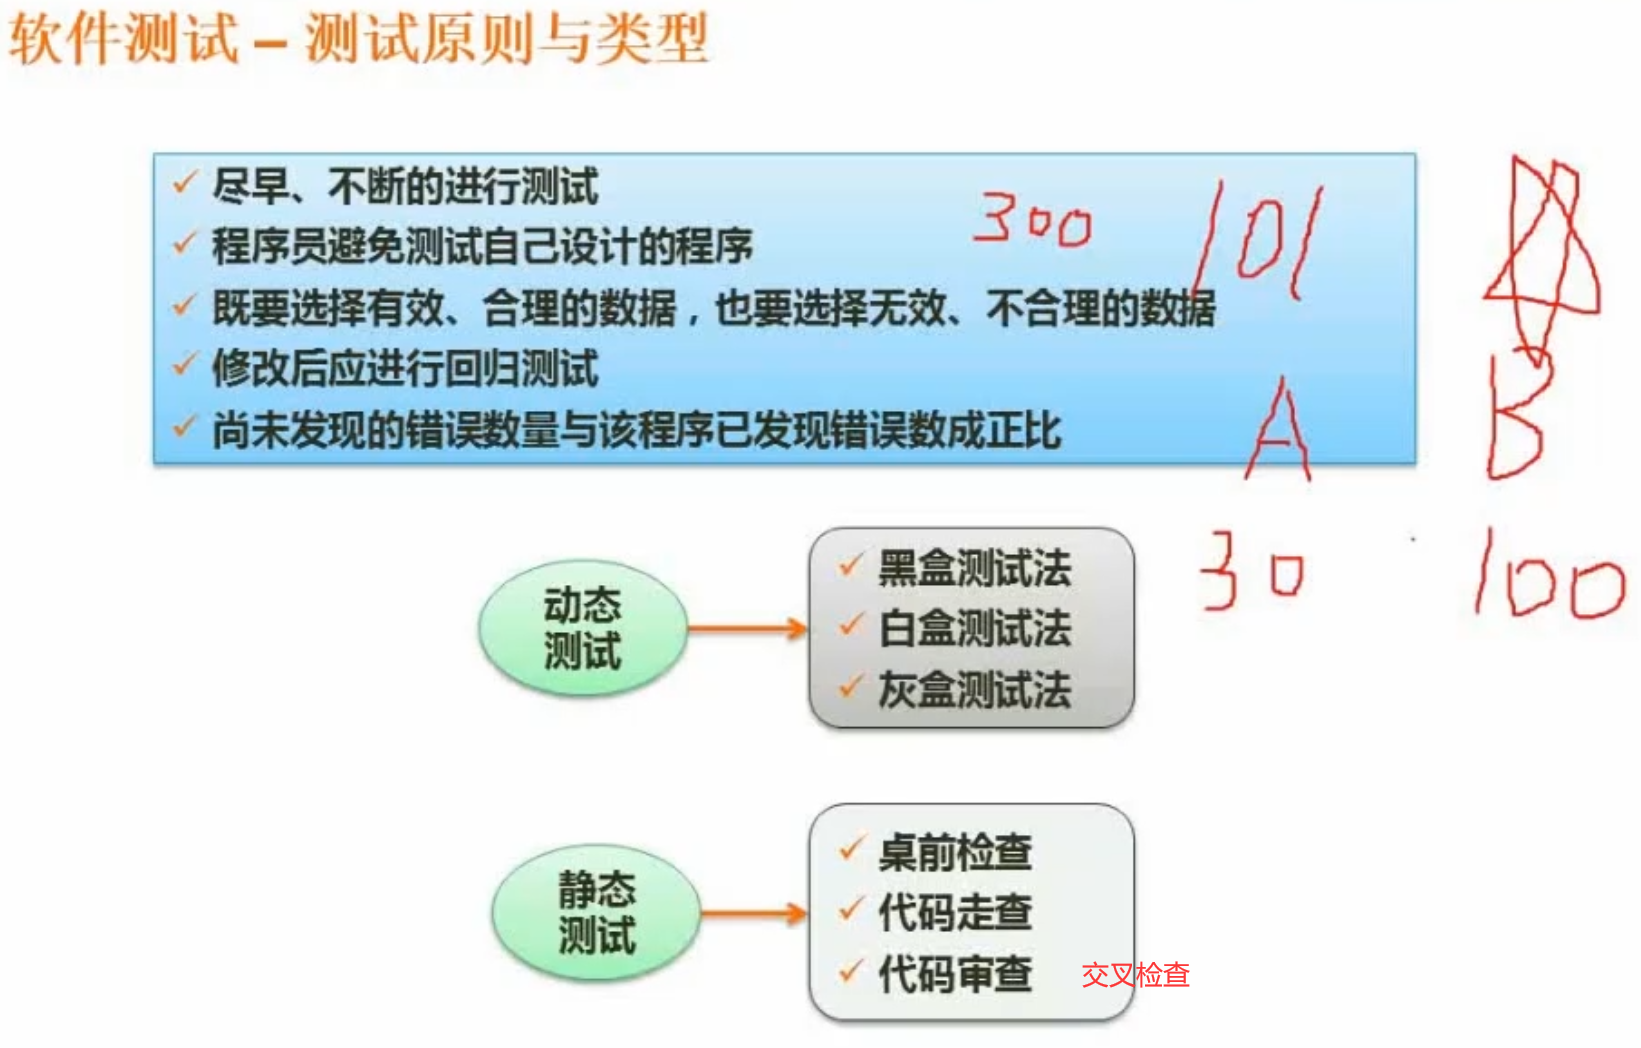 软件测试 – 测试原则与类型
✓ 尽早、不断的进行测试
✓ 程序员避免测试自己设计的程序
300
101
✓ 既要选择有效、合理的数据，也要选择无效、不合理的数据
✓ 修改后应进行回归测试
✓ 尚未发现的错误数量与该程序已发现错误数成正比
A
B
30
100
动态
测试
✓ 黑盒测试法
✓ 白盒测试法
✓ 灰盒测试法
静态
测试
✓ 桌前检查
✓ 代码走查
✓ 代码审查
交叉检查